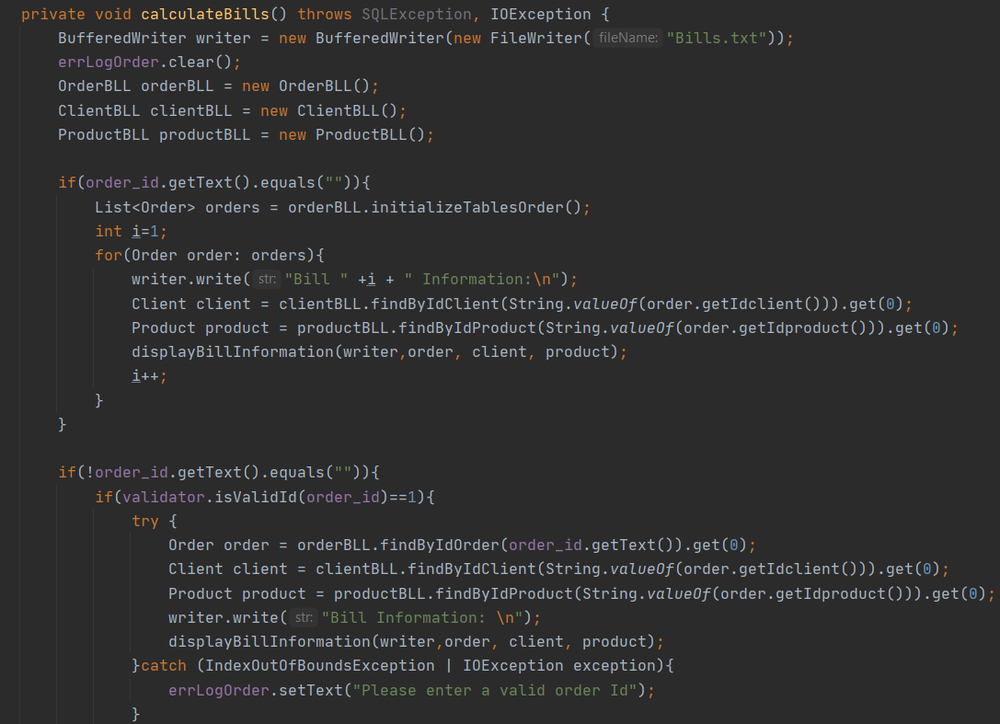 private void calculateBills() throws SQLException, IOException {
    BufferedWriter writer = new BufferedWriter(new FileWriter( fileName: "Bills.txt"));
    errLogOrder.clear();
    OrderBLL orderBLL = new OrderBLL();
    ClientBLL clientBLL = new ClientBLL();
    ProductBLL productBLL = new ProductBLL();

    if(order_id.getText().equals("")){
        List<Order> orders = orderBLL.initializeTablesOrder();
        int i=1;
        for(Order order: orders){
            writer.write( str: "Bill " +i + " Information:\n");
            Client client = clientBLL.findByIdClient(String.valueOf(order.getIdclient())).get(0);
            Product product = productBLL.findByIdProduct(String.valueOf(order.getIdproduct())).get(0);
            displayBillInformation(writer,order, client, product);
            i++;
        }
    }

    if(!order_id.getText().equals("")){
        if(validator.isValidId(order_id)==1){
            try {
                Order order = orderBLL.findByIdOrder(order_id.getText()).get(0);
                Client client = clientBLL.findByIdClient(String.valueOf(order.getIdclient())).get(0);
                Product product = productBLL.findByIdProduct(String.valueOf(order.getIdproduct())).get(0);
                writer.write( str: "Bill Information: \n");
                displayBillInformation(writer,order, client, product);
            }catch (IndexOutOfBoundsException | IOException exception){
                errLogOrder.setText("Please enter a valid order Id");
            }